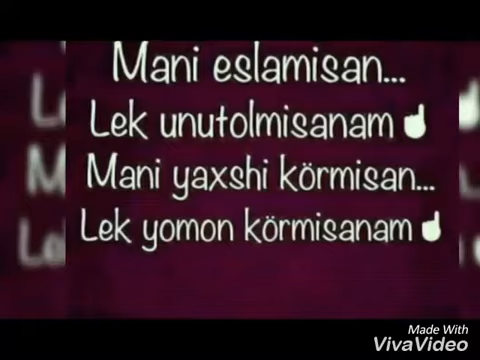 Mani eslamisan...
Lek unutolmisanam☝
Mani yaxshi körmisan...
Lek yomon körmisanam☝
Made With
VivaVideo